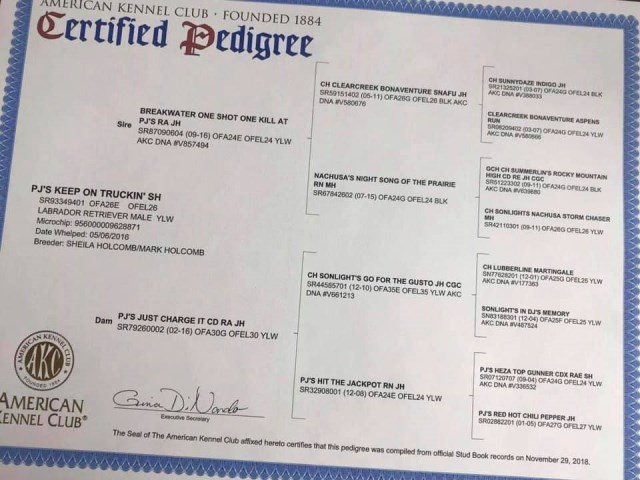 AMERICAN KENNEL CLUB · FOUNDED 1884
Certified Pedigree
BREAKWATER ONE SHOT ONE KILL AT
PJ'S RA JH
Sire
SR87090604 (09-16) OFA24E OFEL24 YLW
AKC DNA #V857494
PJ'S KEEP ON TRUCKIN' SH
SR93349401 OFA26E OFEL26
LABRADOR RETRIEVER MALE YLW
Microchip: 956000009628871
Date Whelped: 05/06/2016
Breeder: SHEILA HOLCOMB/MARK HOLCOMB
Dam
PJ'S JUST CHARGE IT CD RA JH
SR79260002 (02-16) OFA30G OFEL30 YLW
CH CLEARCREEK BONAVENTURE SNAFU JH
SR59151402 (05-11) OFA26G OFEL26 BLK AKC
DNA #V580676
NACHUSA'S NIGHT SONG OF THE PRAIRIE
RN MH
SR67842602 (07-15) OFA24G OFEL24 BLK
CH SONLIGHT'S GO FOR THE GUSTO JH CGC
SR44585701 (12-10) OFA35E OFEL35 YLW AKC
DNA #V661213
PJ'S HIT THE JACKPOT RN JH
SR32908001 (12-08) OFA24E OFEL24 YLW
CH SUNNYDAZE INDIGO JH
SR21325201 (03-07) OFA24G OFEL24 BLK
AKC DNA #V388033
CLEARCREEK BONAVENTURE ASPENS
RUN
SR06209402 (03-07) OFA24G OFEL24 YLW
AKC DNA #V560666
GCH CH SUMMERLIN'S ROCKY MOUNTAIN
HIGH CD RE JH CGC
SR51223302 (09-11) OFA24G OFEL24 BLK
AKC DNA #V639880
CH SONLIGHTS NACHUSA STORM CHASER
MH
SR42110301 (09-11) OFA26G OFEL26 YLW
CH LUBBERLINE MARTINGALE
SN77628201 (12-01) OFA25G OFEL25 YLW
AKC DNA #V177363
SONLIGHT'S IN DJ'S MEMORY
SN83188301 (12-04) OFA25F OFEL25 YLW
AKC DNA #V487524
PJ'S HEZA TOP GUNNER CDX RAE SH
SR07120707 (09-04) OFA24G OFEL24 YLW
AKC DNA #V336532
PJ'S RED HOT CHILI PEPPER JH
SR02882201 (01-05) OFA27G OFEL27 YLW
AMERICAN KENNEL CLUB
AKC
FOUNDED 1884
AMERICAN
KENNEL CLUB®
Executive Secretary
The Seal of The American Kennel Club affixed hereto certifies that this pedigree was compiled from official Stud Book records on November 29, 2018.